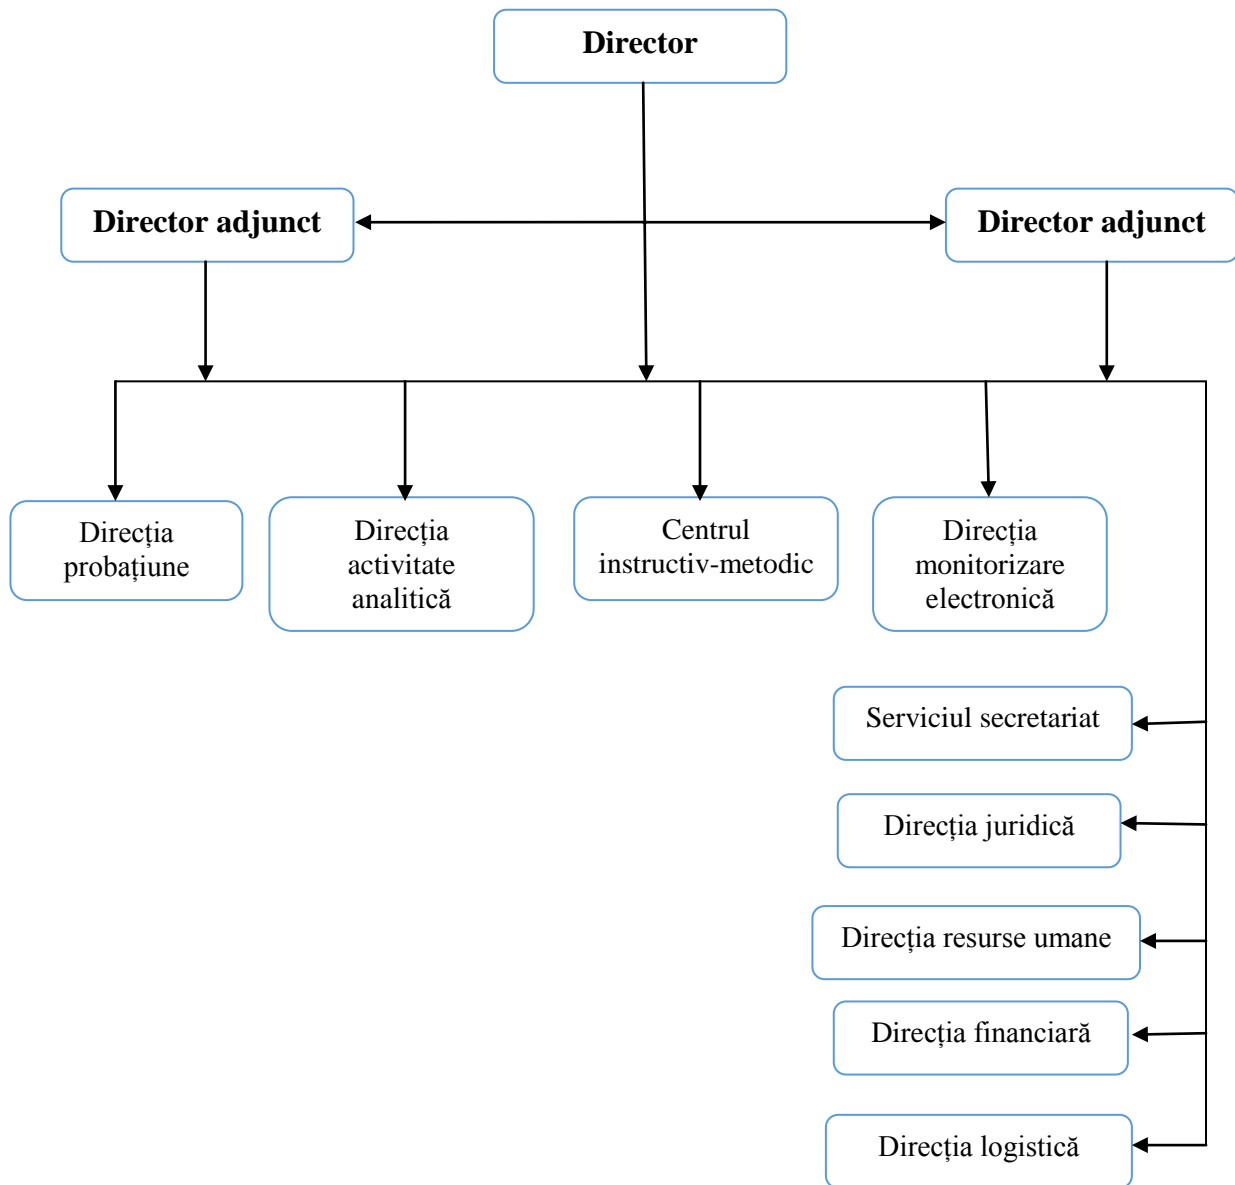 Director
Director adjunct
Director adjunct
Direcția
probațiune
Direcția
activitate
analitică
Centrul
instructiv-metodic
Direcția
monitorizare
electronică
Serviciul secretariat
Direcția juridică
Direcția resurse umane
Direcția financiară
Direcția logistică